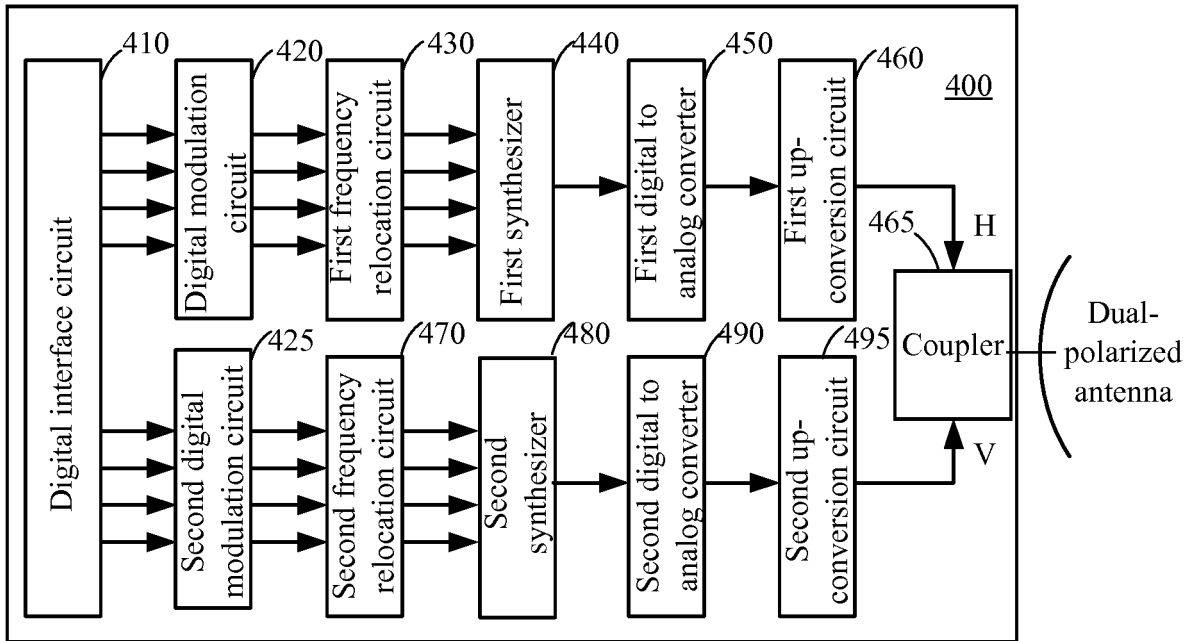 410
420
430
440
450
460
400
Digital interface circuit
Digital modulation
circuit
First frequency
relocation circuit
First synthesizer
First digital to
analog converter
First up-
conversion circuit
465
H
Coupler
Dual-
polarized
antenna
V
425
470
480
490
495
Second digital
modulation circuit
Second frequency
relocation circuit
Second
synthesizer
Second digital to
analog converter
Second up-
conversion circuit